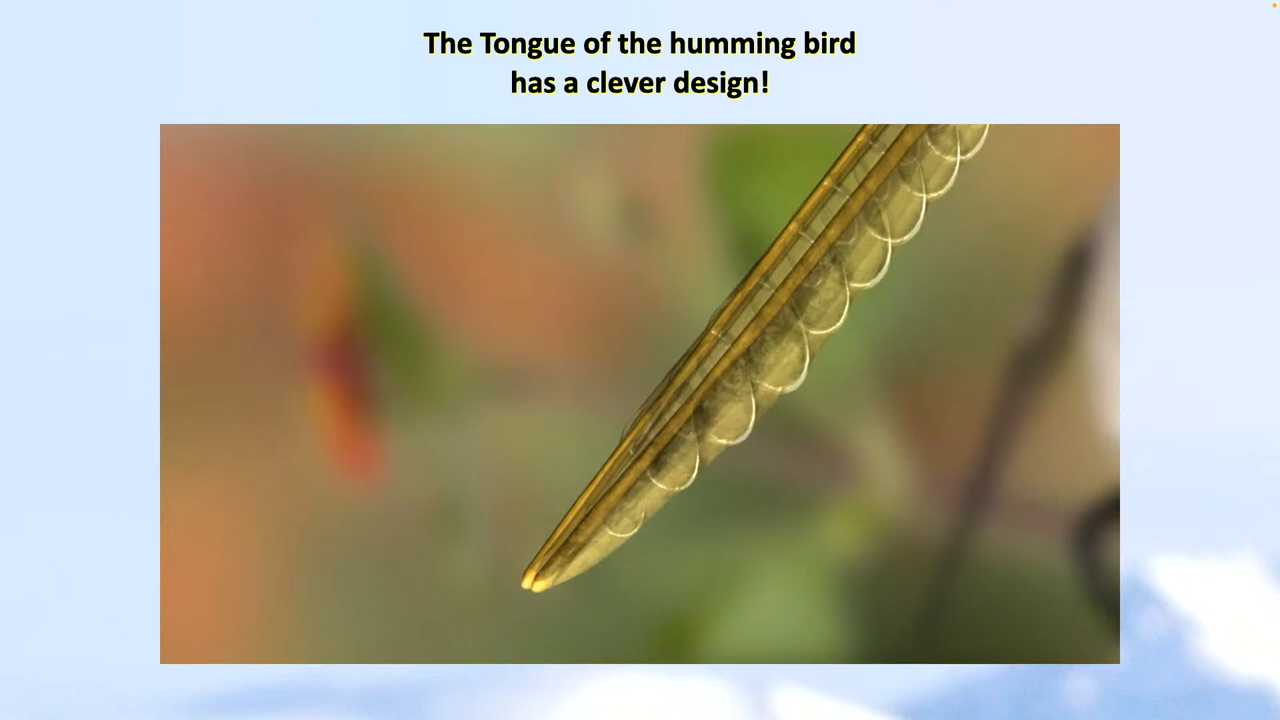 The Tongue of the humming bird
has a clever design!